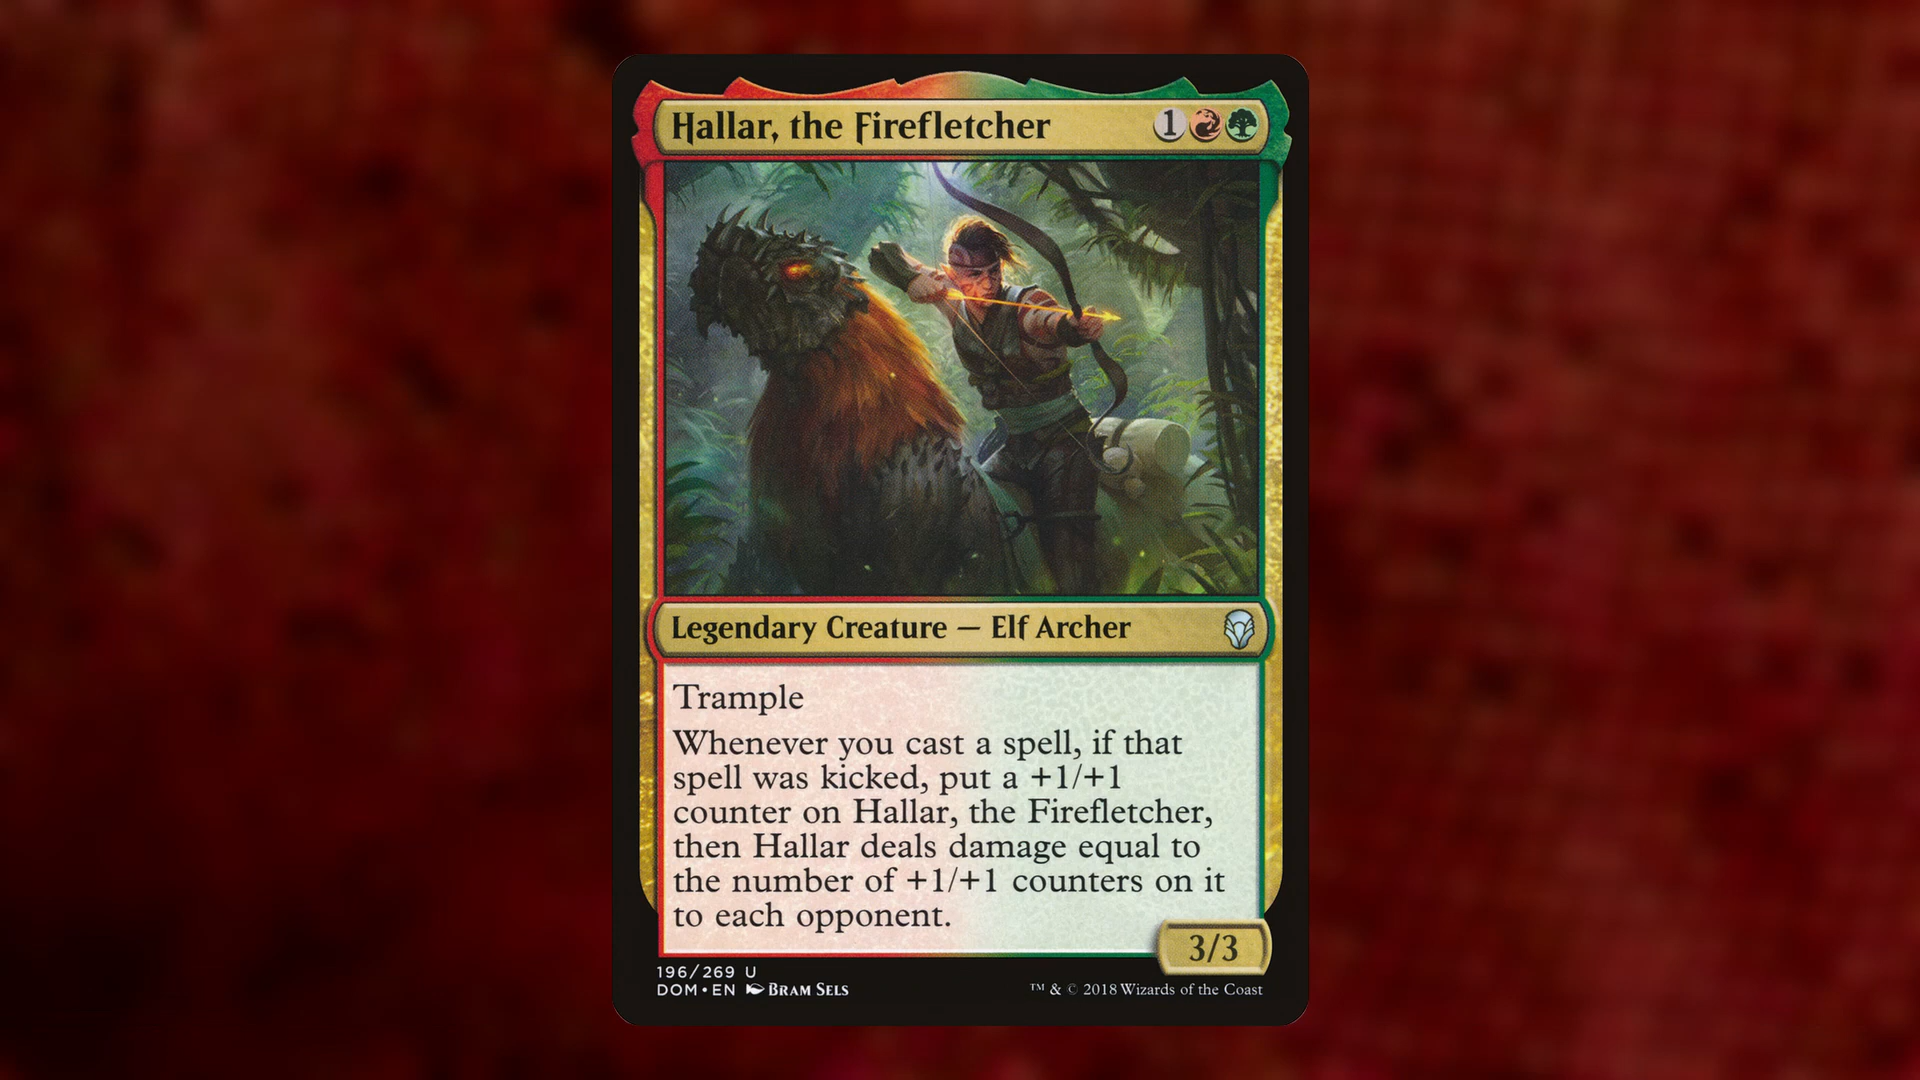 Hallar, the Firefletcher 1
Legendary Creature — Elf Archer
Trample
Whenever you cast a spell, if that
spell was kicked, put a +1/+1
counter on Hallar, the Firefletcher,
then Hallar deals damage equal to
the number of +1/+1 counters on it
to each opponent.
3/3
196/269 U
DOM • EN Bram Sels
™ & © 2018 Wizards of the Coast